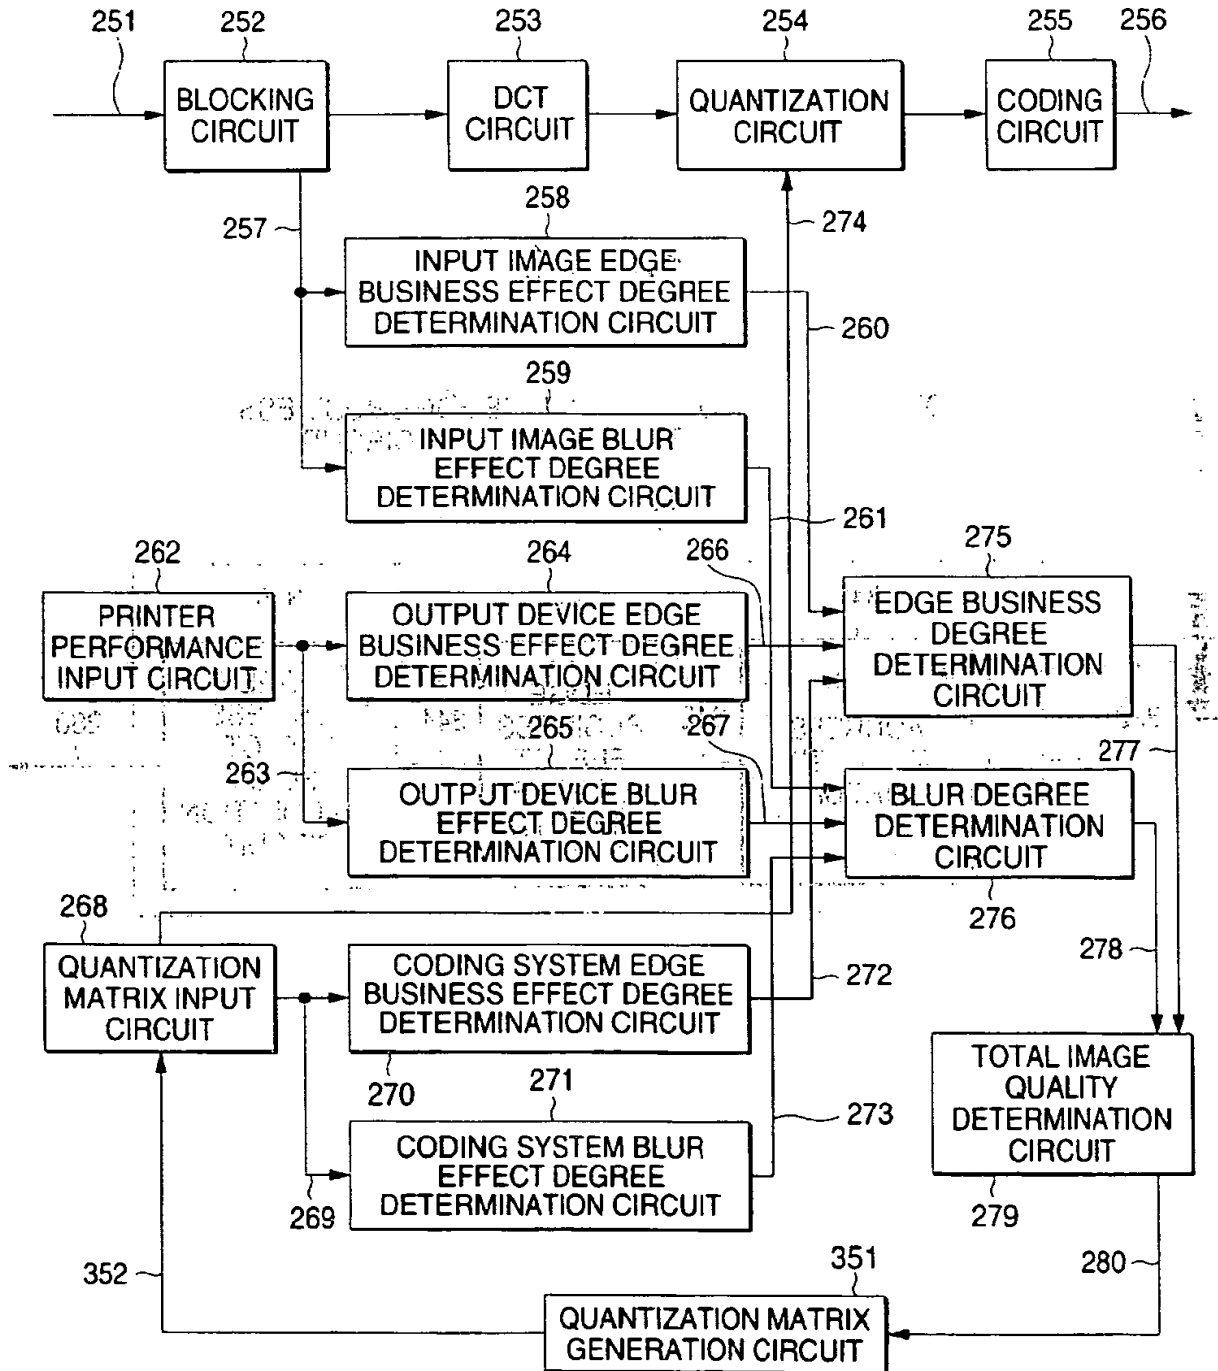 251
252
253
254
255
256
BLOCKING
CIRCUIT
DCT
CIRCUIT
QUANTIZATION
CIRCUIT
CODING
CIRCUIT
257
258
274
INPUT IMAGE EDGE
BUSINESS EFFECT DEGREE
DETERMINATION CIRCUIT
260
259
INPUT IMAGE BLUR
EFFECT DEGREE
DETERMINATION CIRCUIT
261
262
264
266
275
PRINTER
PERFORMANCE
INPUT CIRCUIT
OUTPUT DEVICE EDGE
BUSINESS EFFECT DEGREE
DETERMINATION CIRCUIT
EDGE BUSINESS
DEGREE
DETERMINATION
CIRCUIT
263
265
267
277
OUTPUT DEVICE BLUR
EFFECT DEGREE
DETERMINATION CIRCUIT
BLUR DEGREE
DETERMINATION
CIRCUIT
276
268
278
QUANTIZATION
MATRIX INPUT
CIRCUIT
CODING SYSTEM EDGE
BUSINESS EFFECT DEGREE
DETERMINATION CIRCUIT
272
270
271
273
TOTAL IMAGE
QUALITY
DETERMINATION
CIRCUIT
CODING SYSTEM BLUR
EFFECT DEGREE
DETERMINATION CIRCUIT
269
279
352
351
280
QUANTIZATION MATRIX
GENERATION CIRCUIT